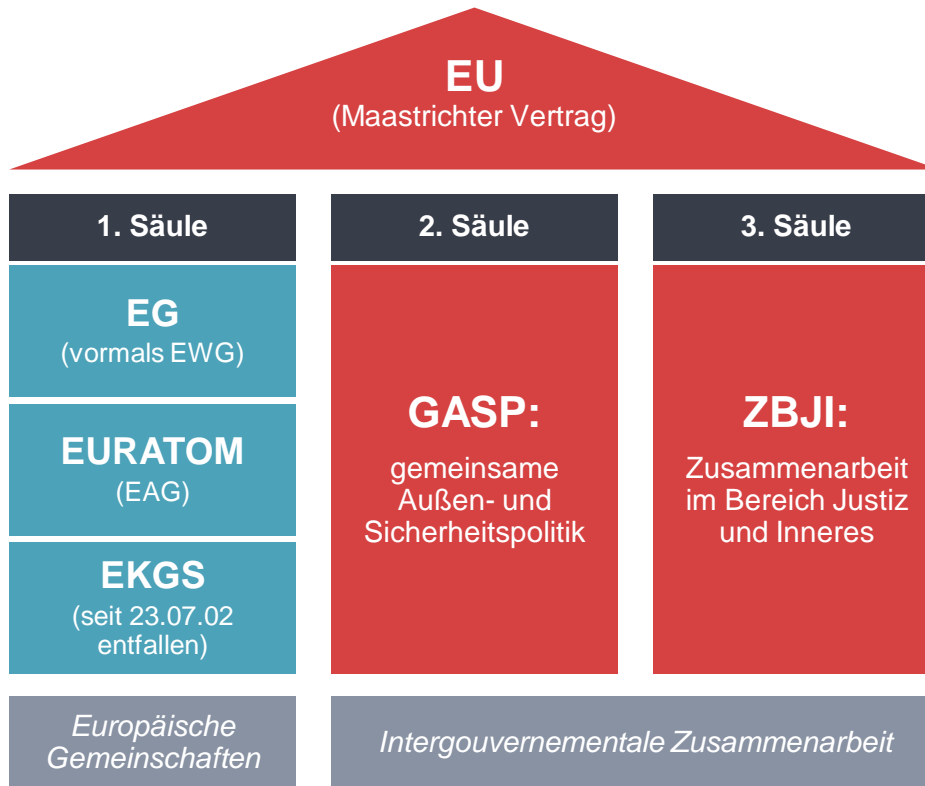 EU
(Maastrichter Vertrag)
1. Säule
EG
(vormals EWG)
EURATOM
(EAG)
EKGS
(seit 23.07.02
entfallen)
Europäische
Gemeinschaften
2. Säule
GASP:
gemeinsame
Außen- und
Sicherheitspolitik
3. Säule
ZBJI:
Zusammenarbeit
im Bereich Justiz
und Inneres
Intergouvernementale Zusammenarbeit